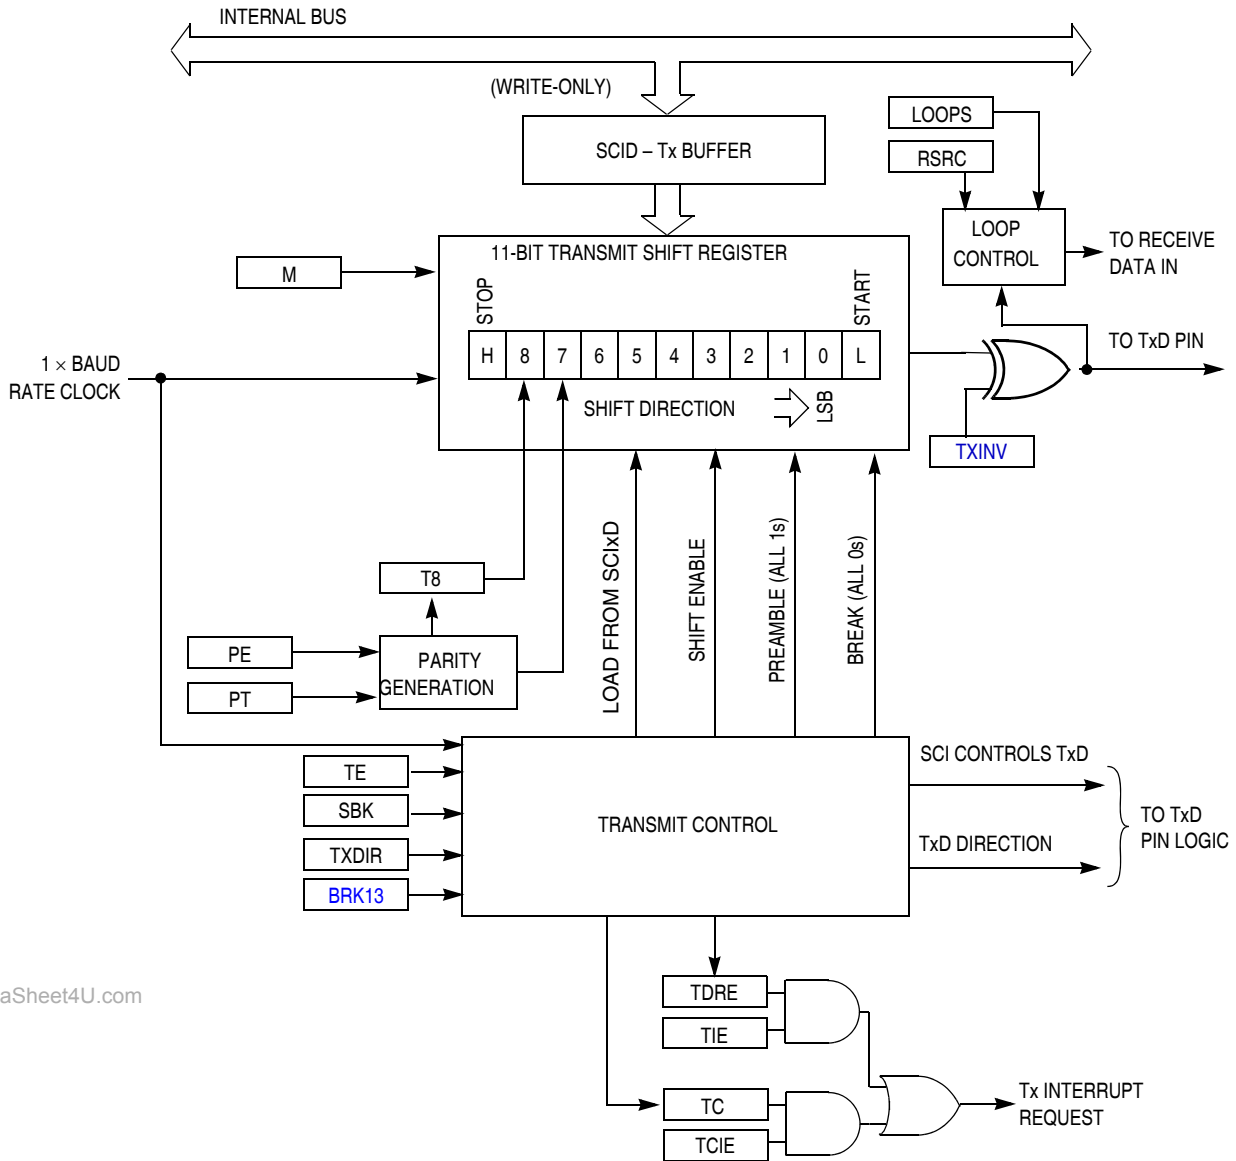 INTERNAL BUS
(WRITE-ONLY)
SCID – Tx BUFFER
LOOPS
RSRC
LOOP
CONTROL
TO RECEIVE
DATA IN
11-BIT TRANSMIT SHIFT REGISTER
M
STOP
START
H 8 7 6 5 4 3 2 1 0 L
1 × BAUD
RATE CLOCK
SHIFT DIRECTION
LSB
TO TxD PIN
TXINV
LOAD FROM SCIxD
SHIFT ENABLE
PREAMBLE (ALL 1s)
BREAK (ALL 0s)
T8
PE
PT
PARITY
GENERATION
TE
SBK
TXDIR
BRK13
TRANSMIT CONTROL
SCI CONTROLS TxD
TxD DIRECTION
TO TxD
PIN LOGIC
aSheet4U.com
TDRE
TIE
TC
TCIE
Tx INTERRUPT
REQUEST